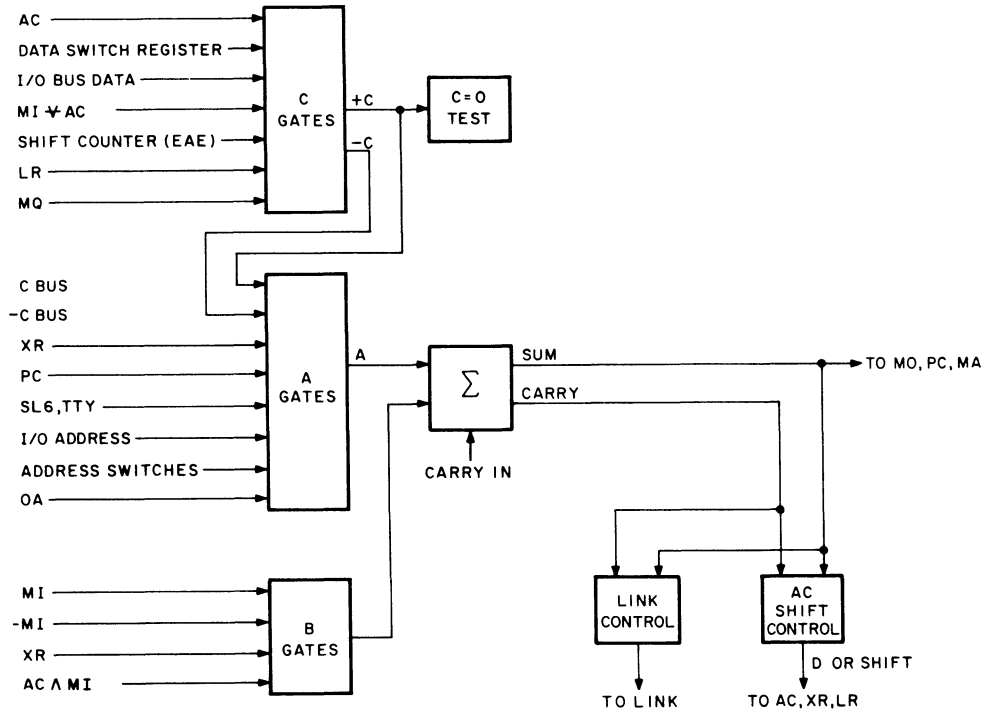 AC
DATA SWITCH REGISTER
I/O BUS DATA
MI ⊻ AC
SHIFT COUNTER (EAE)
LR
MQ
C
GATES
+C
-C
C=0
TEST
C BUS
-C BUS
XR
PC
SL6,TTY
I/O ADDRESS
ADDRESS SWITCHES
OA
A
GATES
A
Σ
SUM
CARRY
CARRY IN
TO MO, PC, MA
MI
-MI
XR
AC ∧ MI
B
GATES
LINK
CONTROL
AC
SHIFT
CONTROL
D OR SHIFT
TO LINK
TO AC, XR, LR